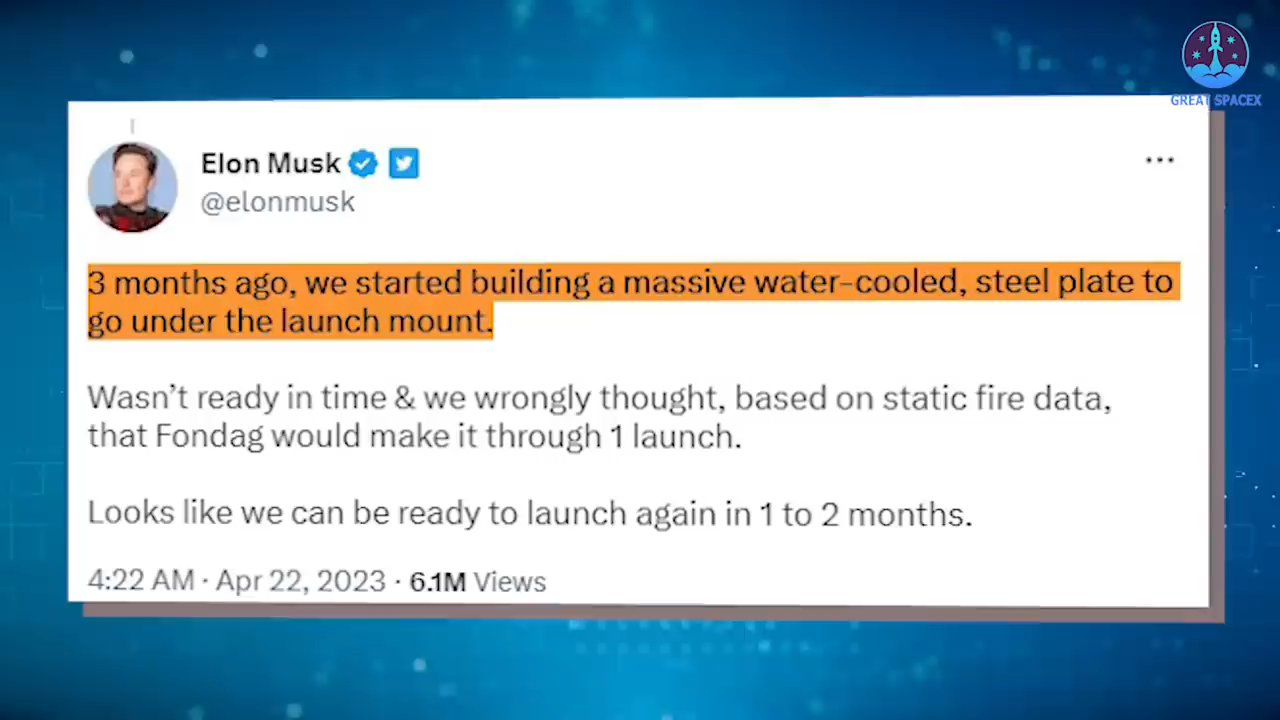 GREAT SPACEX
Elon Musk
@elonmusk
3 months ago, we started building a massive water-cooled, steel plate to
go under the launch mount.
Wasn't ready in time & we wrongly thought, based on static fire data,
that Fondag would make it through 1 launch.
Looks like we can be ready to launch again in 1 to 2 months.
4:22 AM · Apr 22, 2023 · 6.1M Views